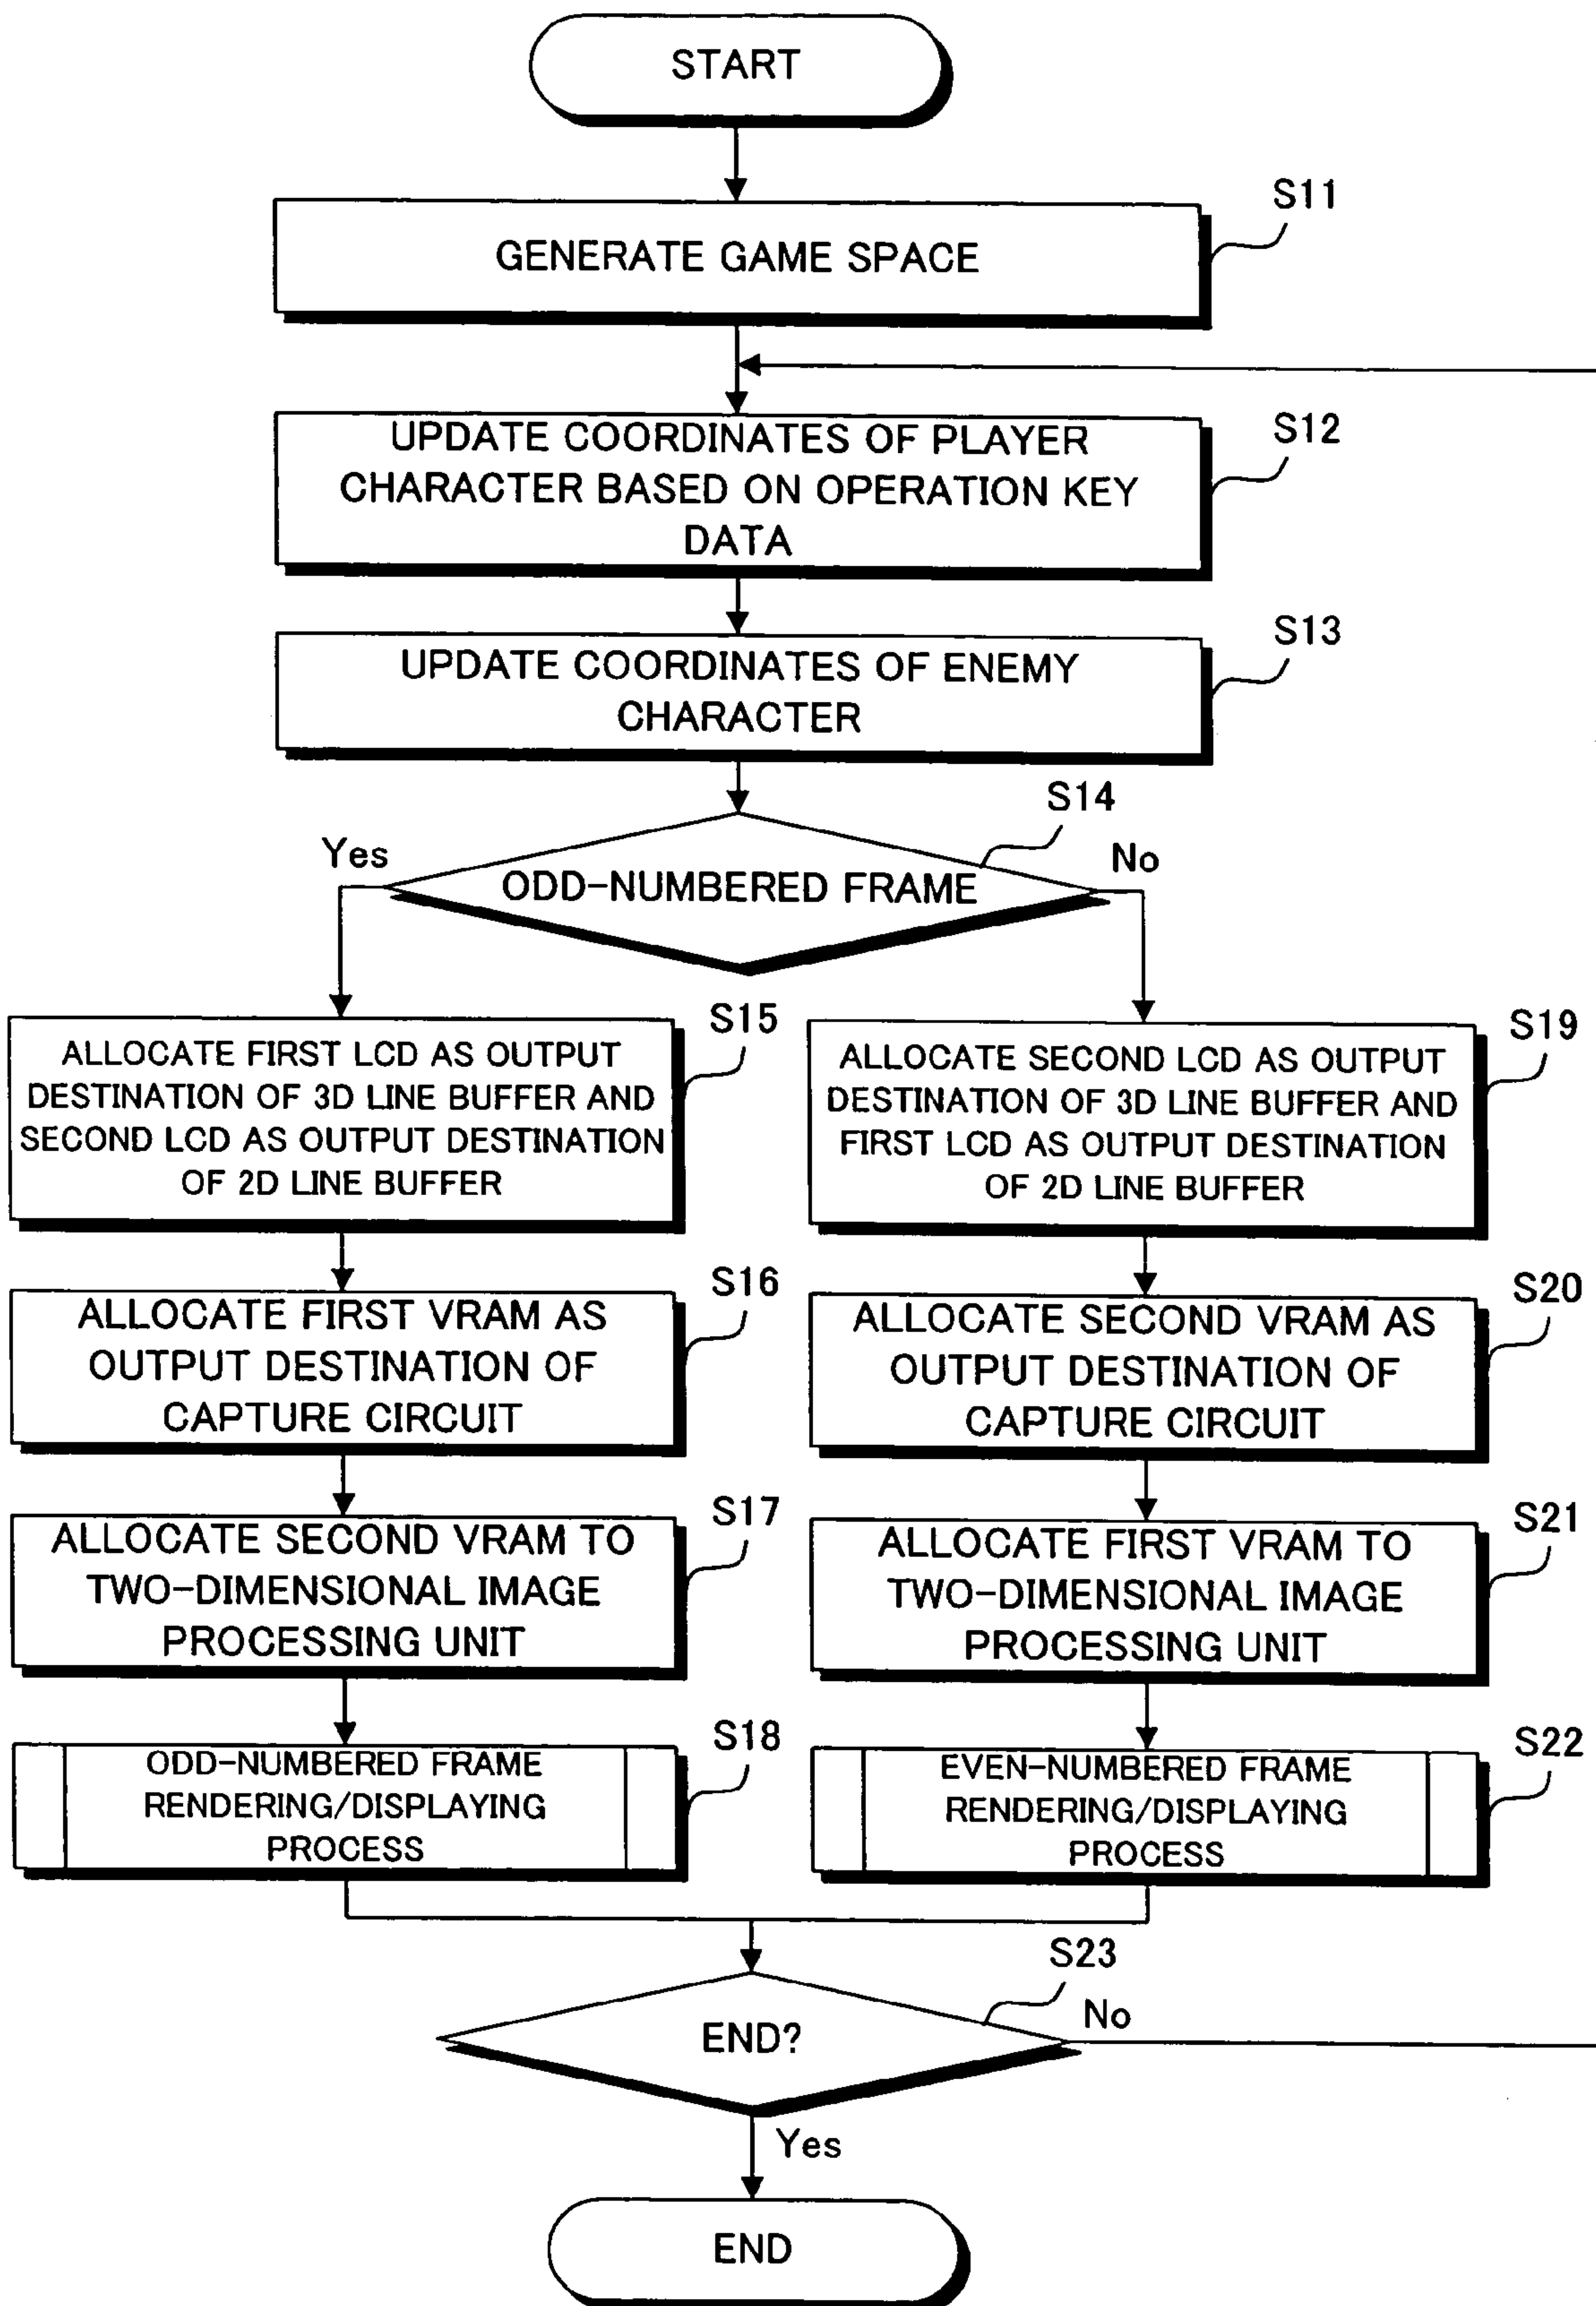 START
S11
GENERATE GAME SPACE
S12
UPDATE COORDINATES OF PLAYER
CHARACTER BASED ON OPERATION KEY
DATA
S13
UPDATE COORDINATES OF ENEMY
CHARACTER
S14
Yes
No
ODD-NUMBERED FRAME
S15
ALLOCATE FIRST LCD AS OUTPUT
DESTINATION OF 3D LINE BUFFER AND
SECOND LCD AS OUTPUT DESTINATION
OF 2D LINE BUFFER
S16
ALLOCATE FIRST VRAM AS
OUTPUT DESTINATION OF
CAPTURE CIRCUIT
S17
ALLOCATE SECOND VRAM TO
TWO-DIMENSIONAL IMAGE
PROCESSING UNIT
S18
ODD-NUMBERED FRAME
RENDERING/DISPLAYING
PROCESS
S19
ALLOCATE SECOND LCD AS OUTPUT
DESTINATION OF 3D LINE BUFFER AND
FIRST LCD AS OUTPUT DESTINATION
OF 2D LINE BUFFER
S20
ALLOCATE SECOND VRAM AS
OUTPUT DESTINATION OF
CAPTURE CIRCUIT
S21
ALLOCATE FIRST VRAM TO
TWO-DIMENSIONAL IMAGE
PROCESSING UNIT
S22
EVEN-NUMBERED FRAME
RENDERING/DISPLAYING
PROCESS
S23
END?
No
Yes
END